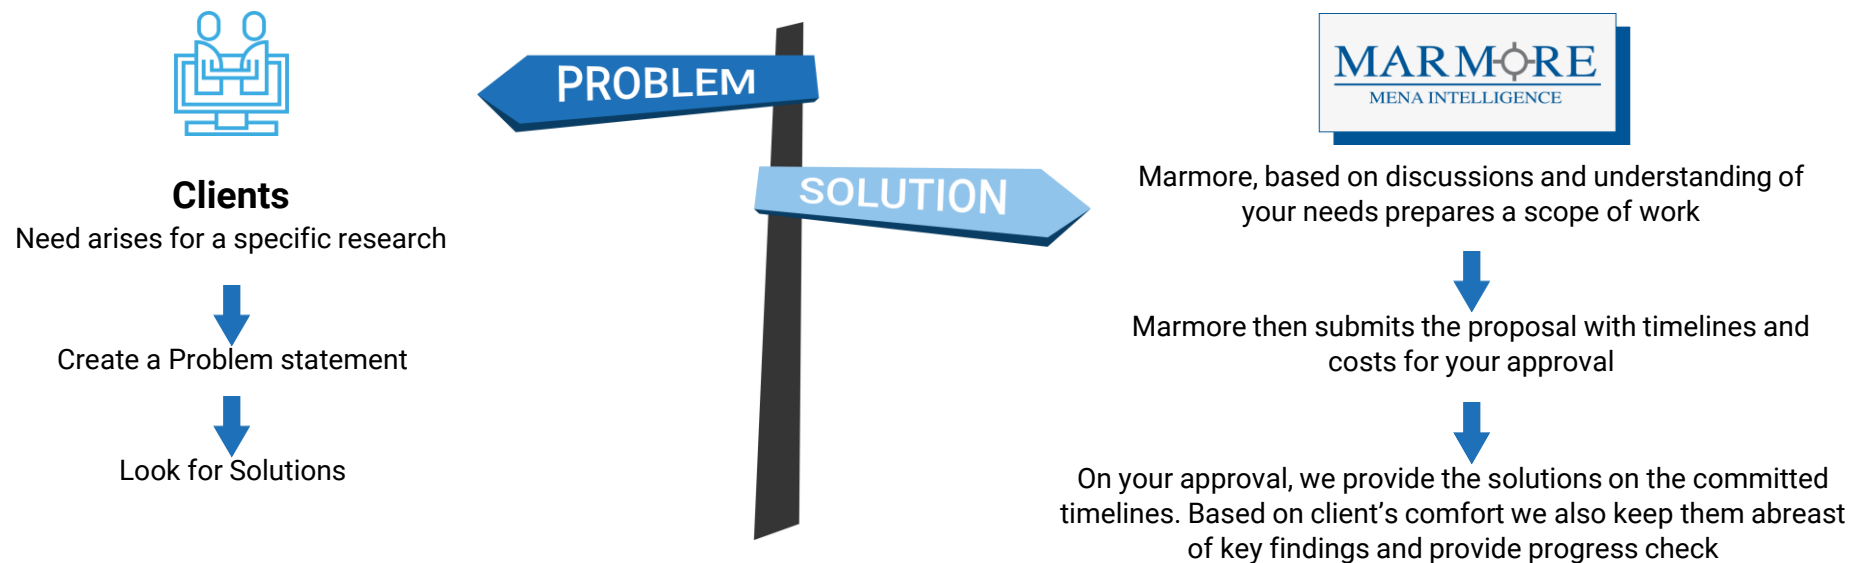 Clients
Need arises for a specific research
Create a Problem statement
Look for Solutions
PROBLEM
SOLUTION
MARMORE
MENA INTELLIGENCE
Marmore, based on discussions and understanding of
your needs prepares a scope of work
Marmore then submits the proposal with timelines and
costs for your approval
On your approval, we provide the solutions on the committed
timelines. Based on client’s comfort we also keep them abreast
of key findings and provide progress check